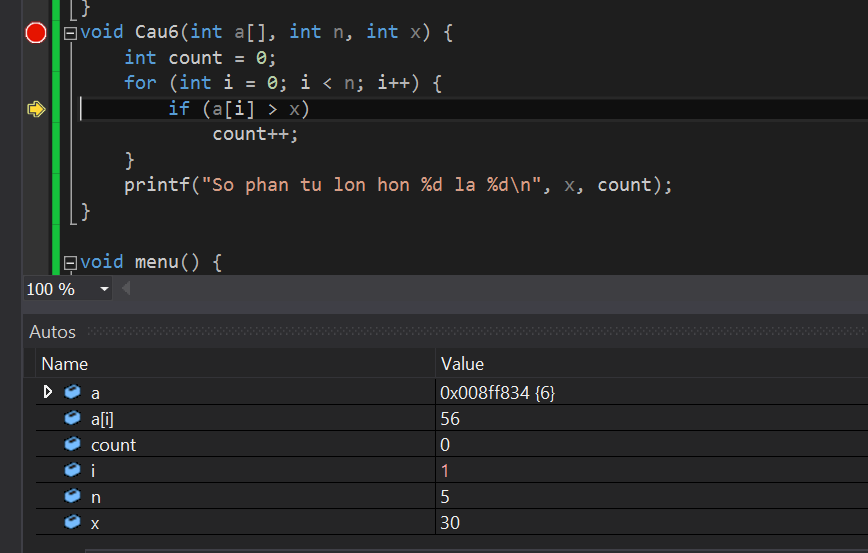 }
void Cau6(int a[], int n, int x) {
int count = 0;
for (int i = 0; i < n; i++) {
if (a[i] > x)
count++;
}
printf("So phan tu lon hon %d la %d\n", x, count);
}
void menu() {
100 %
Autos
Name Value
a 0x008ff834 {6}
a[i] 56
count 0
i 1
n 5
x 30